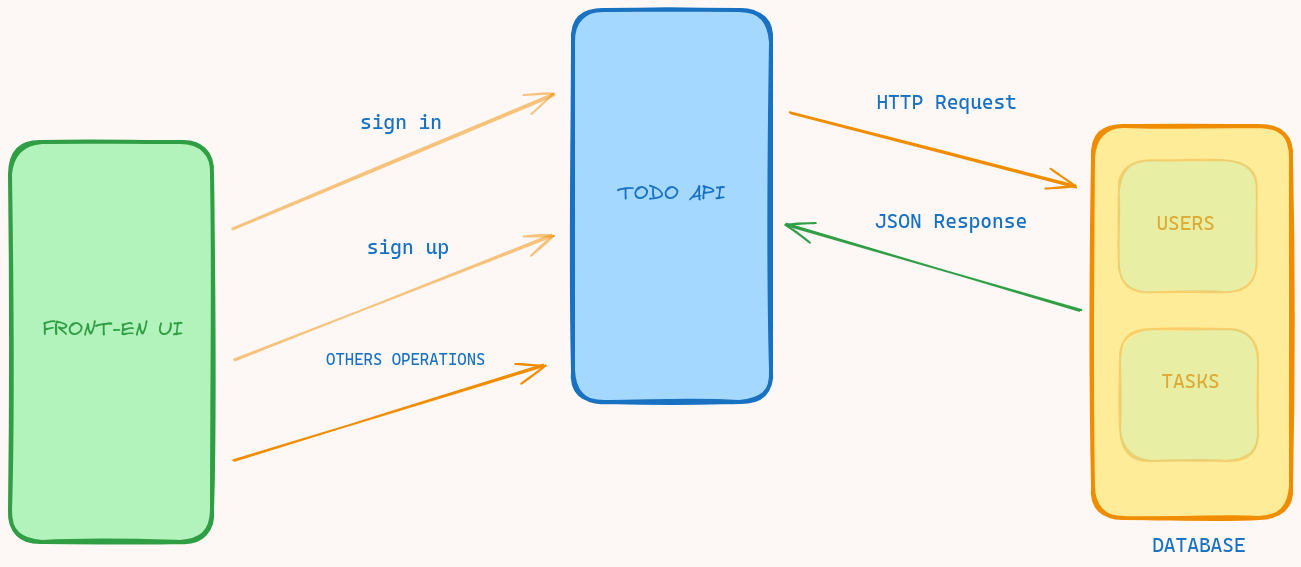 FRONT-EN UI
sign in
sign up
OTHERS OPERATIONS
TODO API
HTTP Request
JSON Response
USERS
TASKS
DATABASE